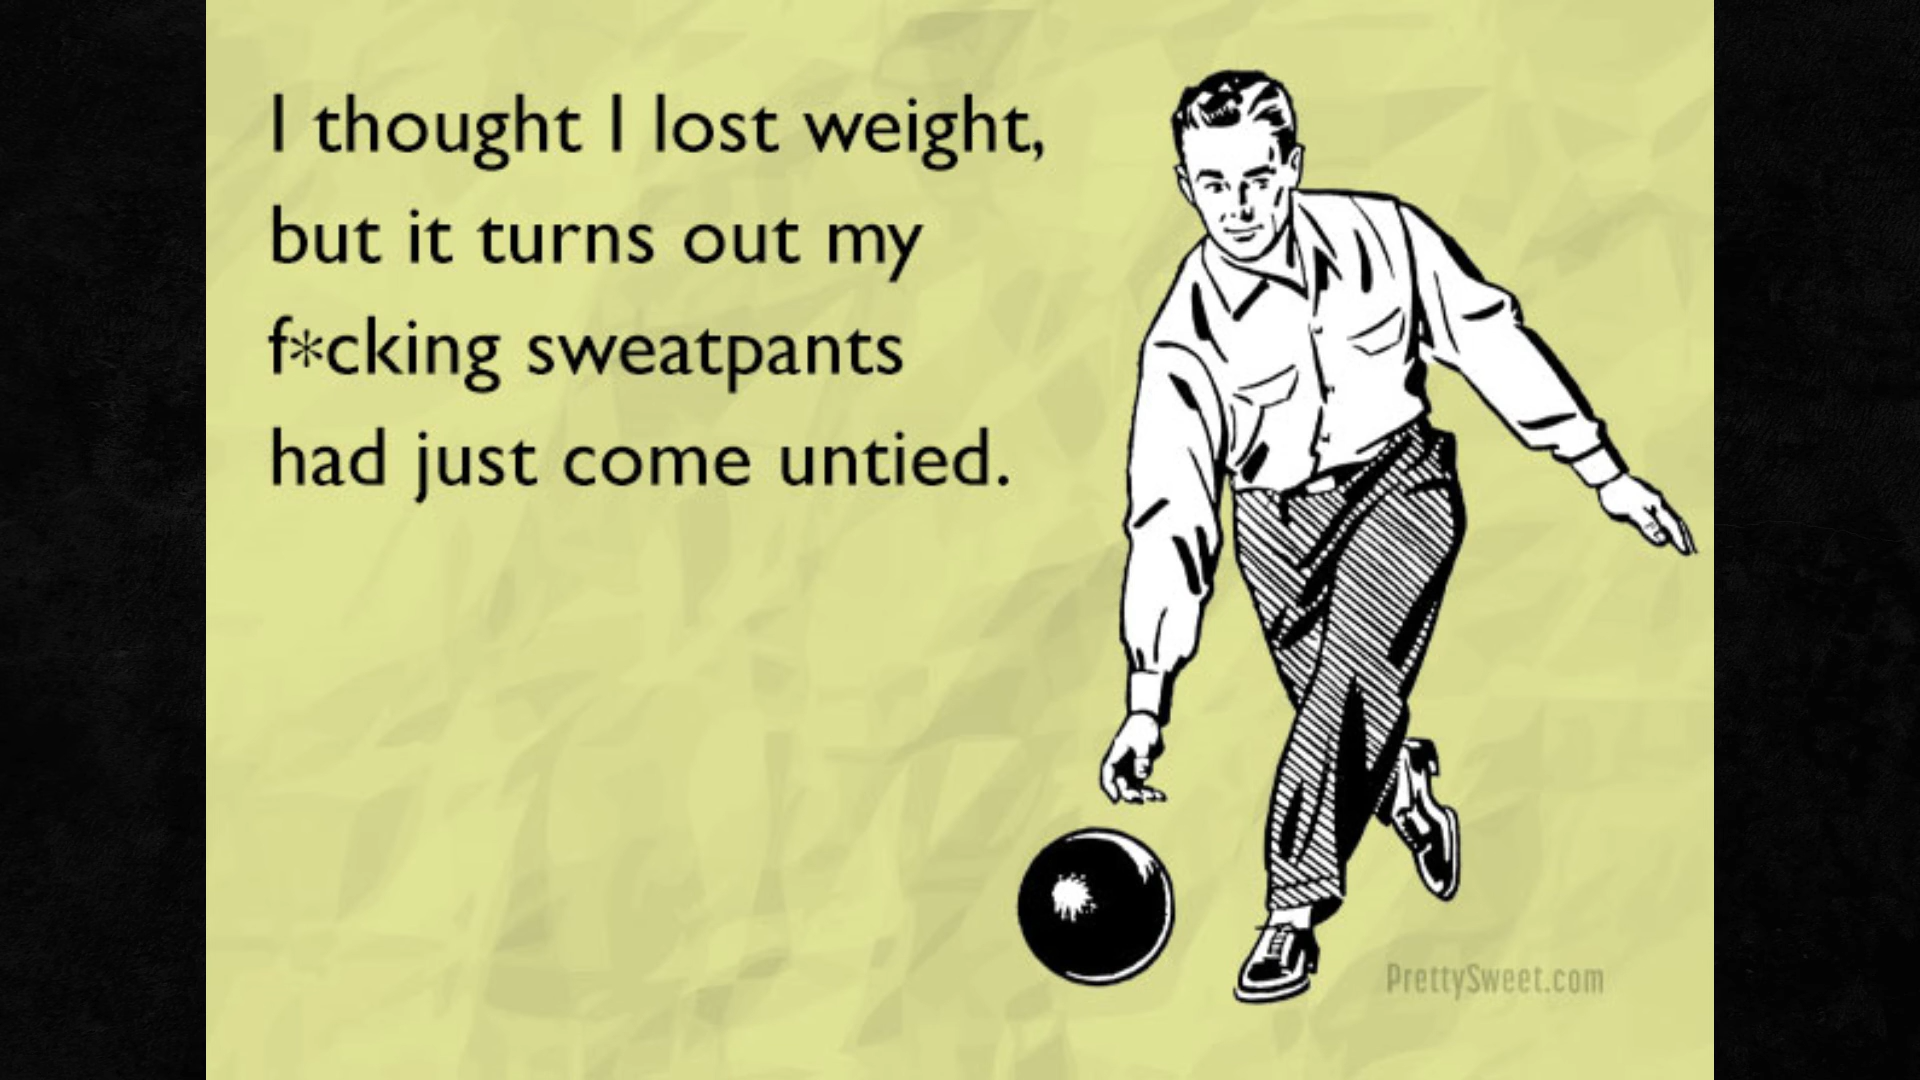 I thought I lost weight,
but it turns out my
f*cking sweatpants
had just come untied.
PrettySweet.com